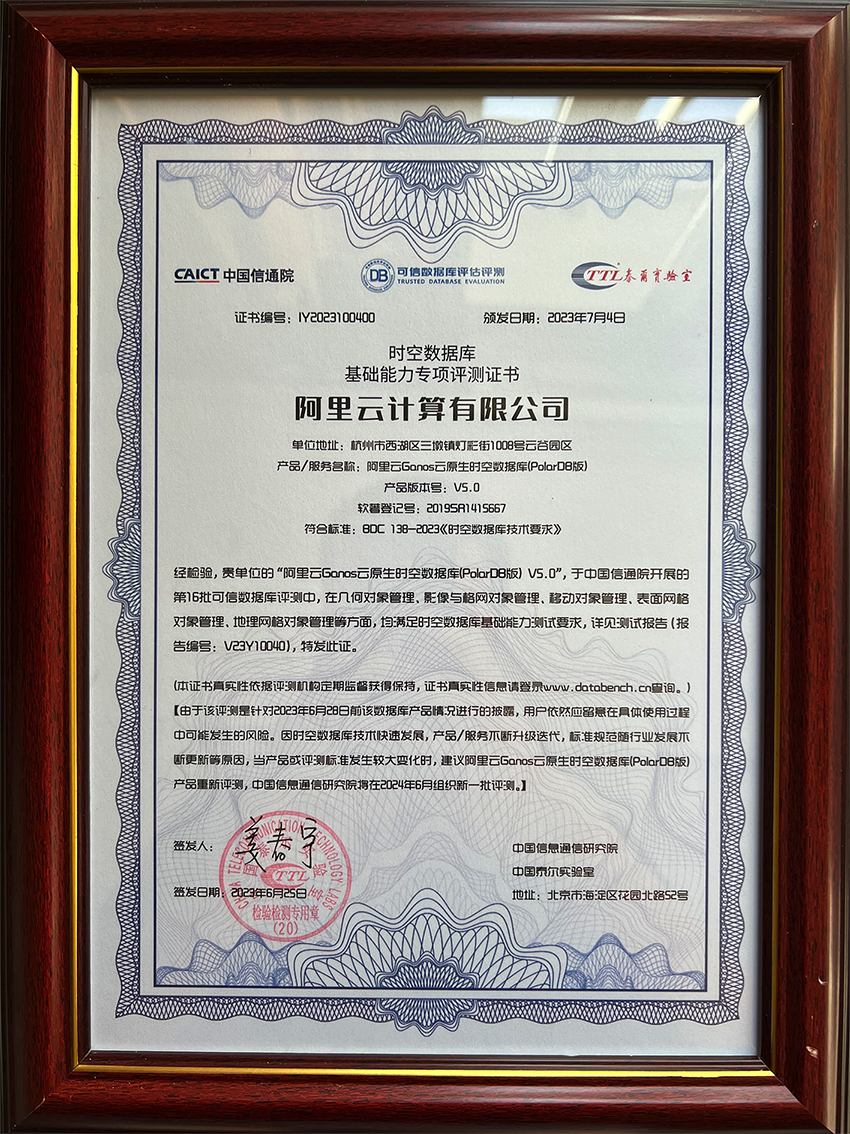 CAICT 中国信通院
DB 可信数据库评估评测
TRUSTED DATABASE EVALUATION
TTL 泰尔实验室
证书编号：IY2023100400 颁发日期：2023年7月4日
时空数据库
基础能力专项评测证书
阿里云计算有限公司
单位地址：杭州市西湖区三墩镇灯彩街1008号云谷园区
产品/服务名称：阿里云Ganos云原生时空数据库(PolarDB版)
产品版本号：V5.0
软著登记号：2019SR1415667
符合标准：BDC 138—2023《时空数据库技术要求》
经检验，贵单位的“阿里云Ganos云原生时空数据库(PolarDB版) V5.0”，于中国信通院开展的
第16批可信数据库评测中，在几何对象管理、影像与格网对象管理、移动对象管理、表面网格
对象管理、地理网格对象管理等方面，均满足时空数据库基础能力测试要求，详见测试报告（报
告编号：V23Y10040），特发此证。
(本证书真实性依据评测机构定期监督获得保持，证书真实性信息请登录www.databench.cn查询。)
【由于该评测是针对2023年6月28日前该数据库产品情况进行的披露，用户依然应留意在具体使用过程
中可能发生的风险。因时空数据库技术快速发展，产品/服务不断升级迭代，标准规范随行业发展不
断更新等原因，当产品或评测标准发生较大变化时，建议阿里云Ganos云原生时空数据库(PolarDB版)
产品重新评测，中国信息通信研究院将在2024年6月组织新一批评测。】
签发人：
签发日期：2023年6月25日
CHINA TELECOMMUNICATION TECHNOLOGY LABS
TTL
检验检测专用章
(20)
中国信息通信研究院
中国泰尔实验室
地址：北京市海淀区花园北路52号